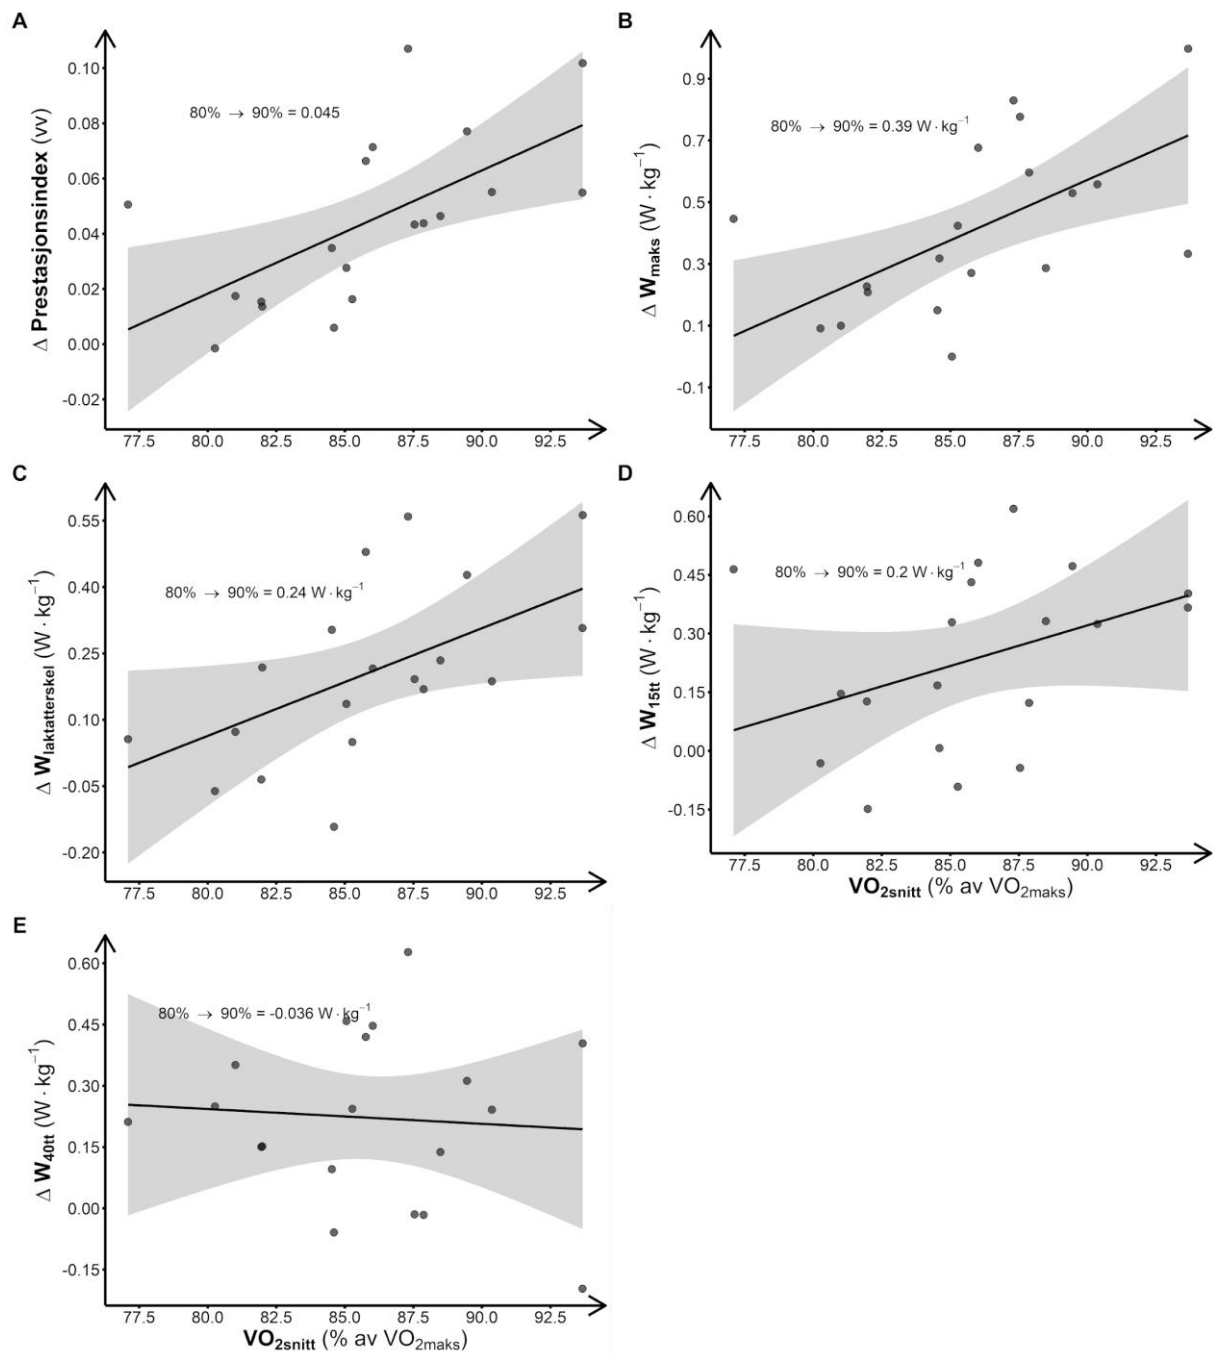 A
Δ Prestasjonsindex (vv)
0.10
0.08
0.06
0.04
0.02
0.00
-0.02
80% → 90% = 0.045
77.5 80.0 82.5 85.0 87.5 90.0 92.5
B
Δ Wmaks (W · kg⁻¹)
0.9
0.7
0.5
0.3
0.1
-0.1
80% → 90% = 0.39 W · kg⁻¹
77.5 80.0 82.5 85.0 87.5 90.0 92.5
C
Δ Wlaktatterskel (W · kg⁻¹)
0.55
0.40
0.25
0.10
-0.05
-0.20
80% → 90% = 0.24 W · kg⁻¹
77.5 80.0 82.5 85.0 87.5 90.0 92.5
D
Δ W15tt (W · kg⁻¹)
0.60
0.45
0.30
0.15
0.00
-0.15
80% → 90% = 0.2 W · kg⁻¹
77.5 80.0 82.5 85.0 87.5 90.0 92.5
VO2snitt (% av VO2maks)
E
Δ W40tt (W · kg⁻¹)
0.60
0.45
0.30
0.15
0.00
-0.15
80% → 90% = -0.036 W · kg⁻¹
77.5 80.0 82.5 85.0 87.5 90.0 92.5
VO2snitt (% av VO2maks)